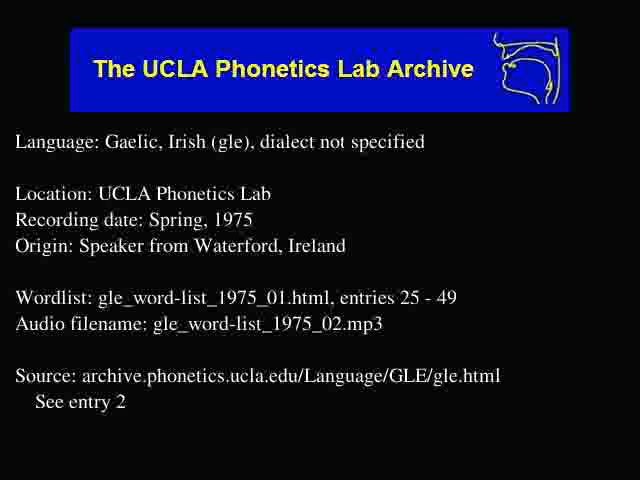 The UCLA Phonetics Lab Archive
Language: Gaelic, Irish (gle), dialect not specified
Location: UCLA Phonetics Lab
Recording date: Spring, 1975
Origin: Speaker from Waterford, Ireland
Wordlist: gle_word-list_1975_01.html, entries 25 - 49
Audio filename: gle_word-list_1975_02.mp3
Source: archive.phonetics.ucla.edu/Language/GLE/gle.html
See entry 2